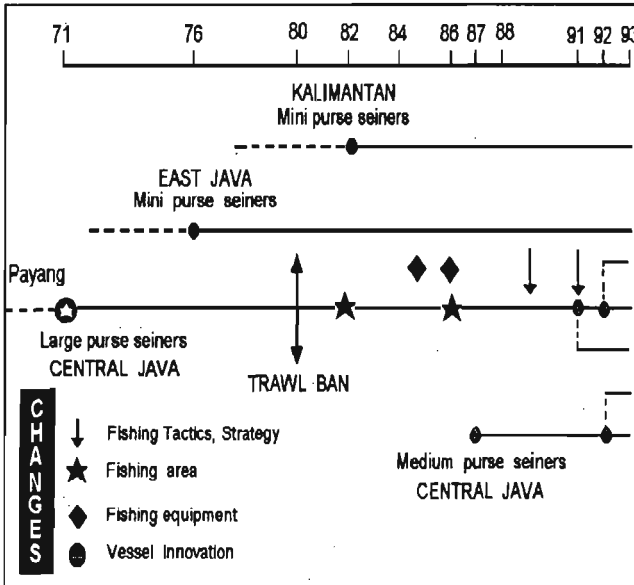 71 76 80 82 84 86 87 88 91 92 93
KALIMANTAN
Mini purse seiners
EAST JAVA
Mini purse seiners
Payang
Large purse seiners
CENTRAL JAVA
TRAWL BAN
CHANGES
Fishing Tactics, Strategy
Fishing area
Fishing equipment
Vessel Innovation
Medium purse seiners
CENTRAL JAVA